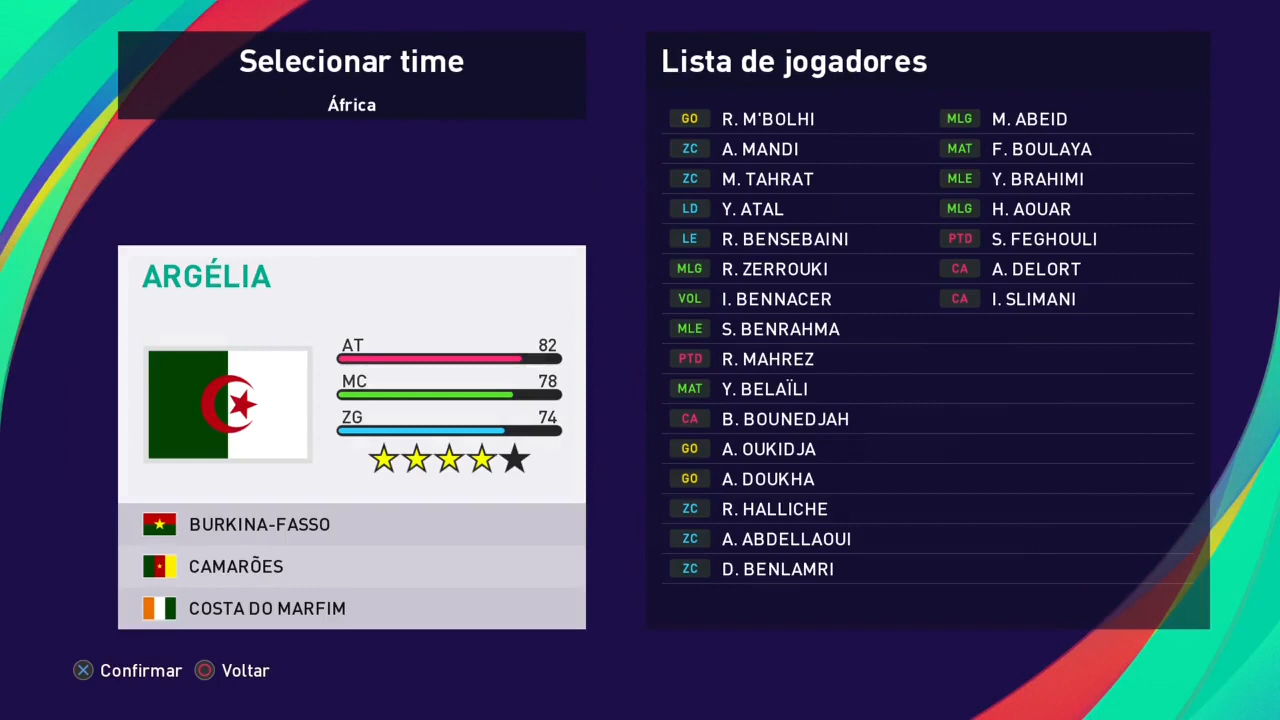 Selecionar time
África
ARGÉLIA
AT 82
MC 78
ZG 74
BURKINA-FASSO
CAMARÕES
COSTA DO MARFIM
Lista de jogadores
GO R. M'BOLHI
ZC A. MANDI
ZC M. TAHRAT
LD Y. ATAL
LE R. BENSEBAINI
MLG R. ZERROUKI
VOL I. BENNACER
MLE S. BENRAHMA
PTD R. MAHREZ
MAT Y. BELAÏLI
CA B. BOUNEDJAH
GO A. OUKIDJA
GO A. DOUKHA
ZC R. HALLICHE
ZC A. ABDELLAOUI
ZC D. BENLAMRI
MLG M. ABEID
MAT F. BOULAYA
MLE Y. BRAHIMI
MLG H. AOUAR
PTD S. FEGHOULI
CA A. DELORT
CA I. SLIMANI
Confirmar Voltar